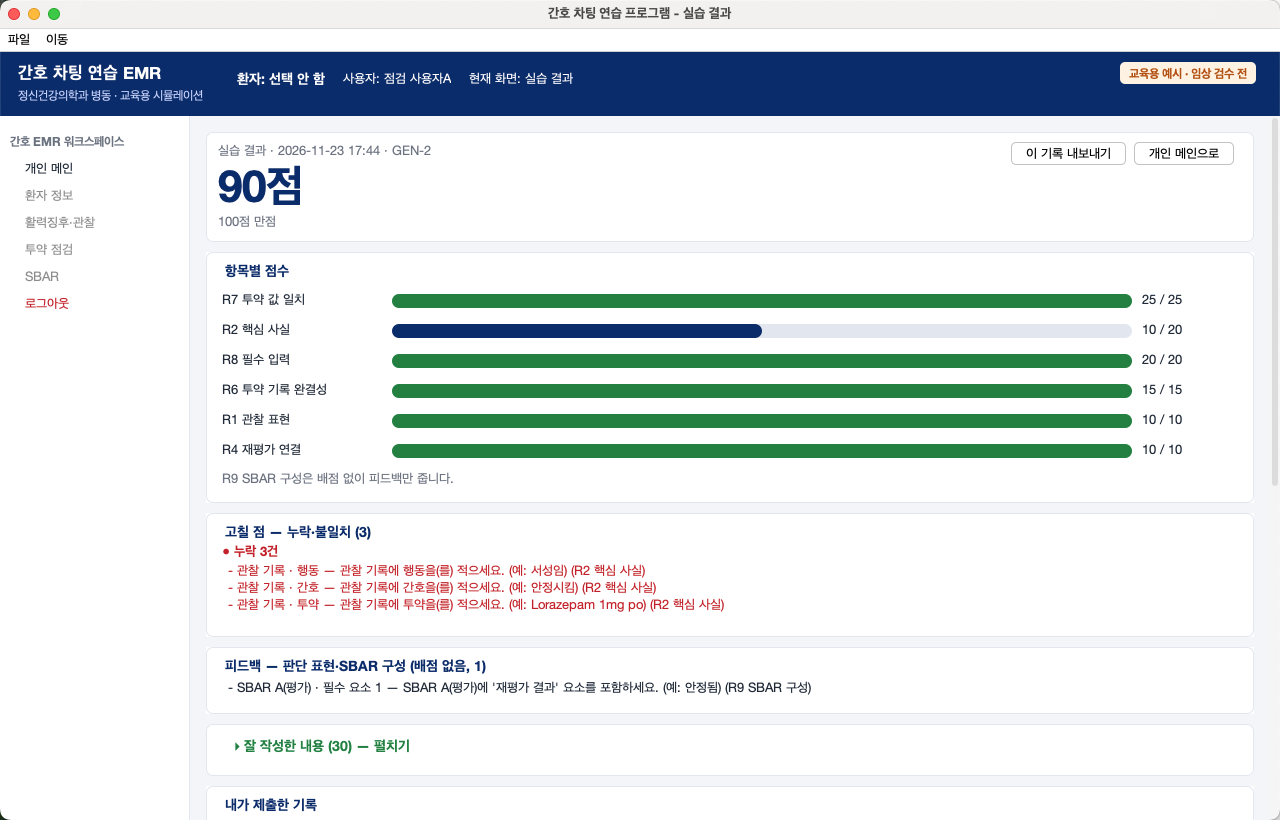 간호 차팅 연습 프로그램 - 실습 결과
파일 이동
간호 차팅 연습 EMR
정신건강의학과 병동 · 교육용 시뮬레이션
환자: 선택 안 함 사용자: 점검 사용자A 현재 화면: 실습 결과
교육용 예시 · 임상 검수 전
간호 EMR 워크스페이스
개인 메인
환자 정보
활력징후·관찰
투약 점검
SBAR
로그아웃
실습 결과 · 2026-11-23 17:44 · GEN-2
이 기록 내보내기
개인 메인으로
90점
100점 만점
항목별 점수
R7 투약 값 일치 25 / 25
R2 핵심 사실 10 / 20
R8 필수 입력 20 / 20
R6 투약 기록 완결성 15 / 15
R1 관찰 표현 10 / 10
R4 재평가 연결 10 / 10
R9 SBAR 구성은 배점 없이 피드백만 줍니다.
고칠 점 — 누락·불일치 (3)
● 누락 3건
- 관찰 기록 · 행동 — 관찰 기록에 행동을(를) 적으세요. (예: 서성임) (R2 핵심 사실)
- 관찰 기록 · 간호 — 관찰 기록에 간호을(를) 적으세요. (예: 안정시킴) (R2 핵심 사실)
- 관찰 기록 · 투약 — 관찰 기록에 투약을(를) 적으세요. (예: Lorazepam 1mg po) (R2 핵심 사실)
피드백 — 판단 표현·SBAR 구성 (배점 없음, 1)
- SBAR A(평가) · 필수 요소 1 — SBAR A(평가)에 '재평가 결과' 요소를 포함하세요. (예: 안정됨) (R9 SBAR 구성)
잘 작성한 내용 (30) — 펼치기
내가 제출한 기록